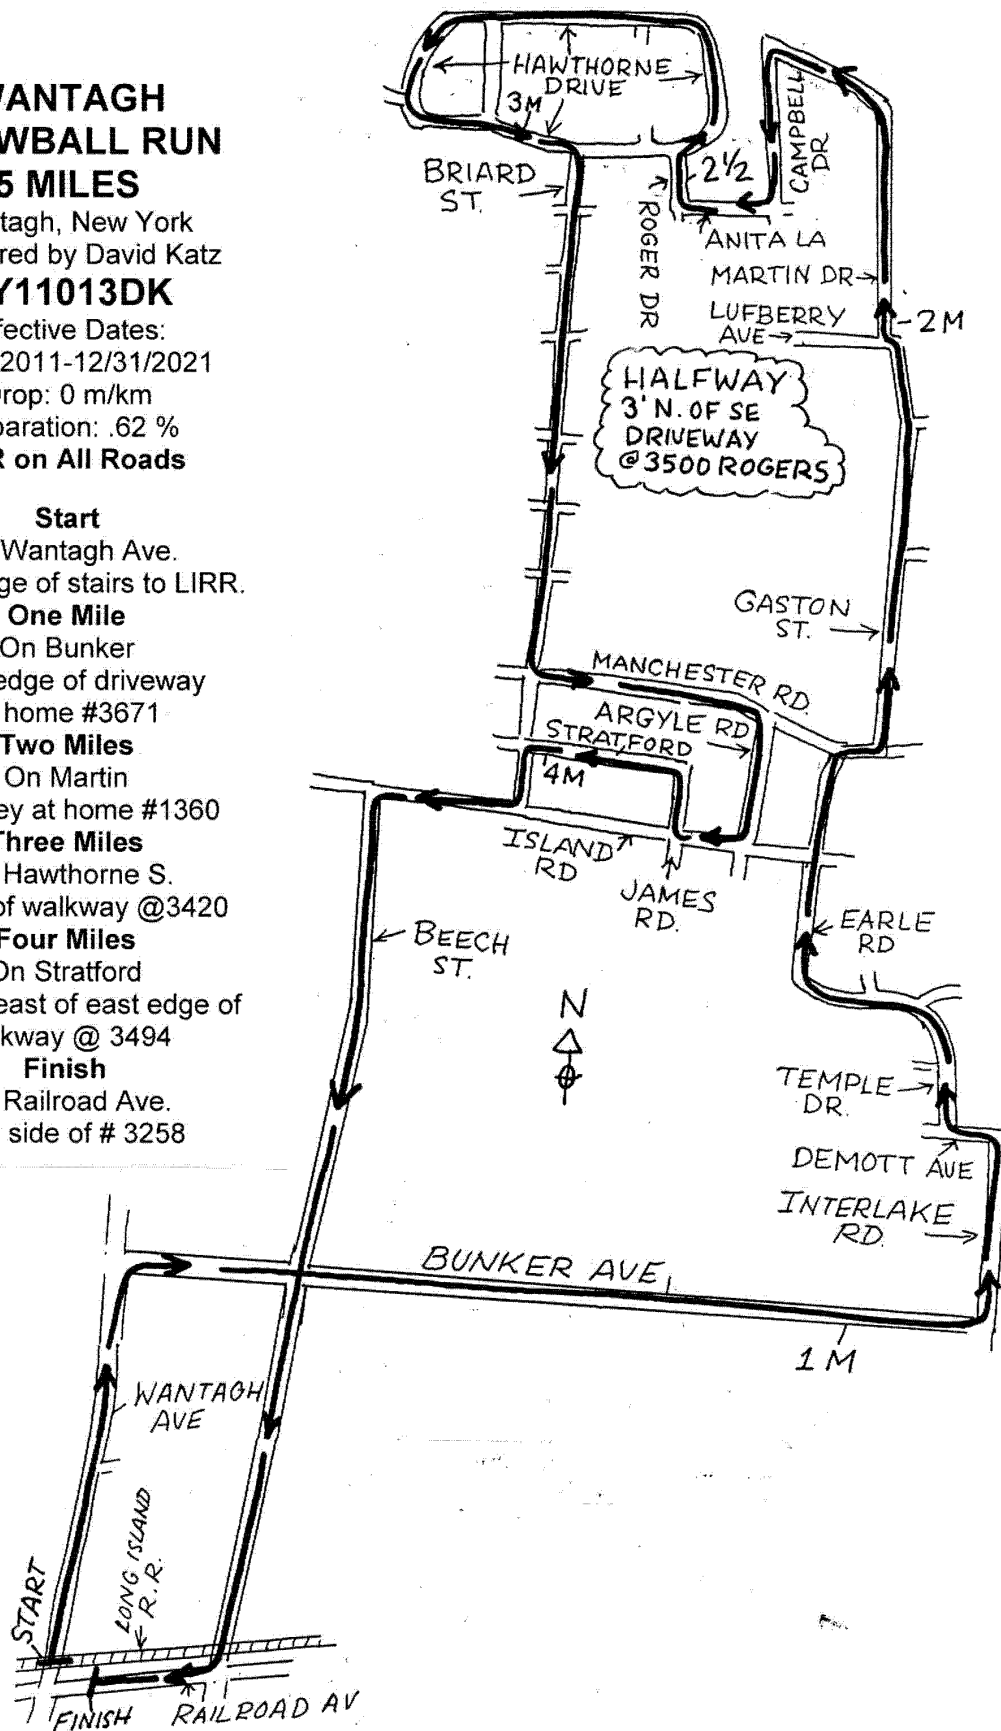 WANTAGH
WBALL RUN
5 MILES
tagh, New York
red by David Katz
Y11013DK
fective Dates:
2011-12/31/2021
rop: 0 m/km
paration: .62 %
R on All Roads
Start
Wantagh Ave.
ge of stairs to LIRR.
One Mile
On Bunker
edge of driveway
home #3671
Two Miles
On Martin
ey at home #1360
Three Miles
Hawthorne S.
of walkway @3420
Four Miles
On Stratford
east of east edge of
kway @ 3494
Finish
Railroad Ave.
side of # 3258
HAWTHORNE
DRIVE
3M
BRIARD
ST.
2½
CAMPBELL
DR
ROGER DR
ANITA LA
MARTIN DR
LUFBERRY
AVE
2M
HALFWAY
3' N. OF SE
DRIVEWAY
@3500 ROGERS
GASTON
ST.
MANCHESTER RD.
ARGYLE RD
STRATFORD
4M
ISLAND
RD
JAMES
RD.
BEECH
ST.
EARLE
RD
N
TEMPLE
DR.
DEMOTT AVE
INTERLAKE
RD.
BUNKER AVE
1 M
WANTAGH
AVE
LONG ISLAND
R.R.
START
FINISH
RAILROAD AV